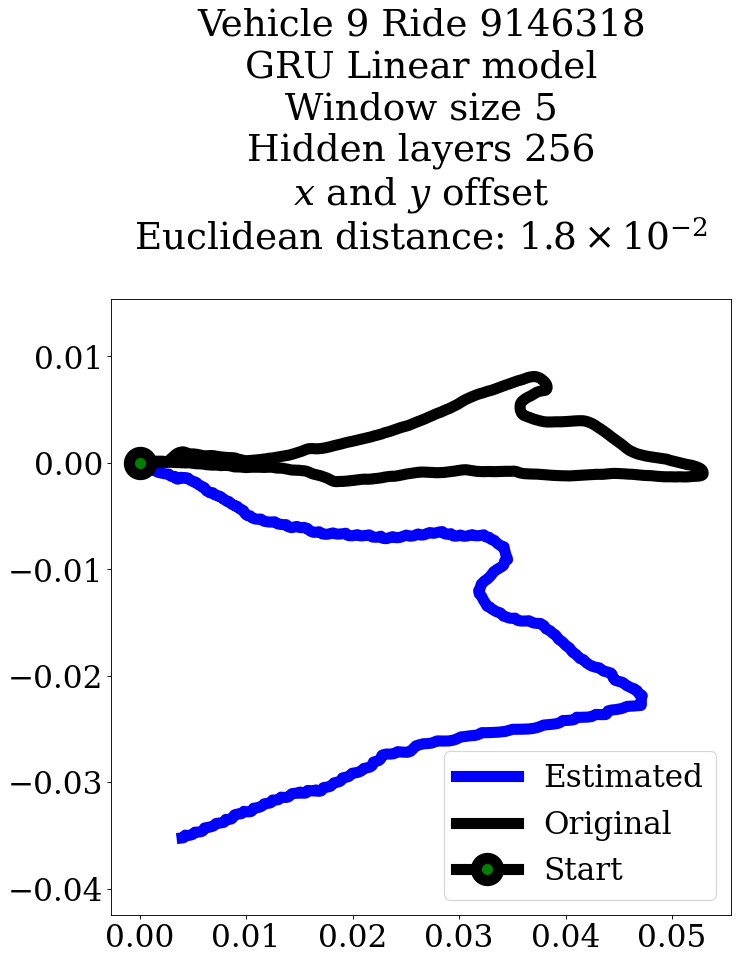 Vehicle 9 Ride 9146318
GRU Linear model
Window size 5
Hidden layers 256
x and y offset
Euclidean distance: 1.8 × 10⁻²
0.01
0.00
−0.01
−0.02
−0.03
−0.04
Estimated
Original
Start
0.00 0.01 0.02 0.03 0.04 0.05